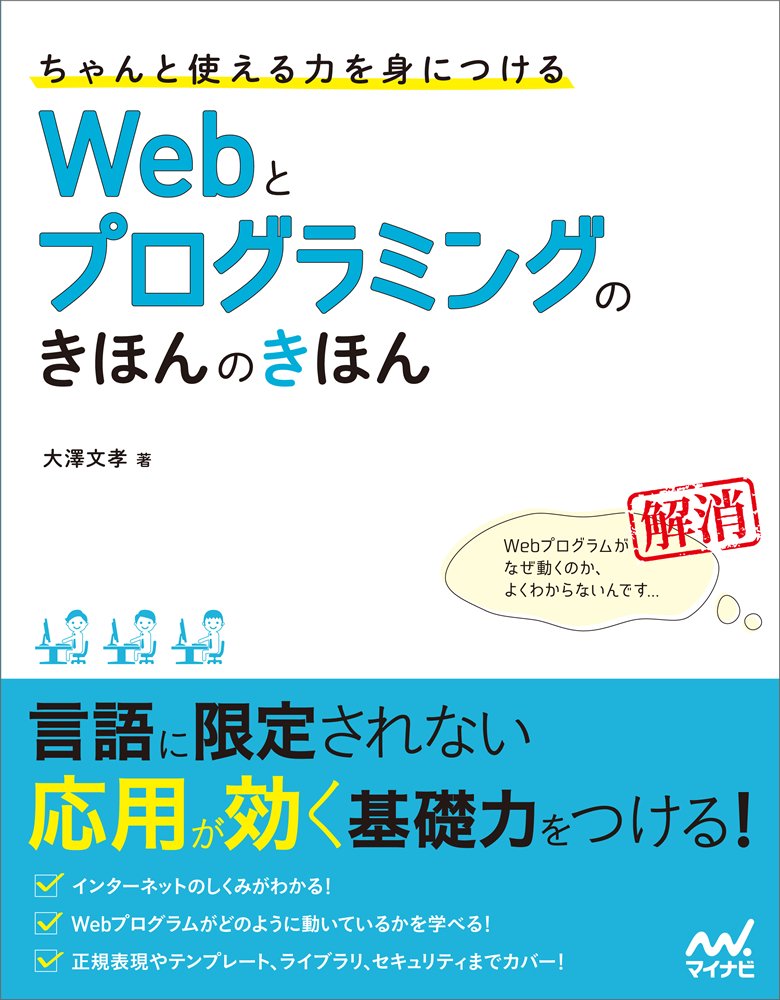 ちゃんと使える力を身につける
Webと
プログラミングの
きほんのきほん
大澤文孝 著
解消
Webプログラムが
なぜ動くのか、
よくわからないんです…
言語に限定されない
応用が効く基礎力をつける!
インターネットのしくみがわかる!
Webプログラムがどのように動いているかを学べる!
正規表現やテンプレート、ライブラリ、セキュリティまでカバー!
マイナビ